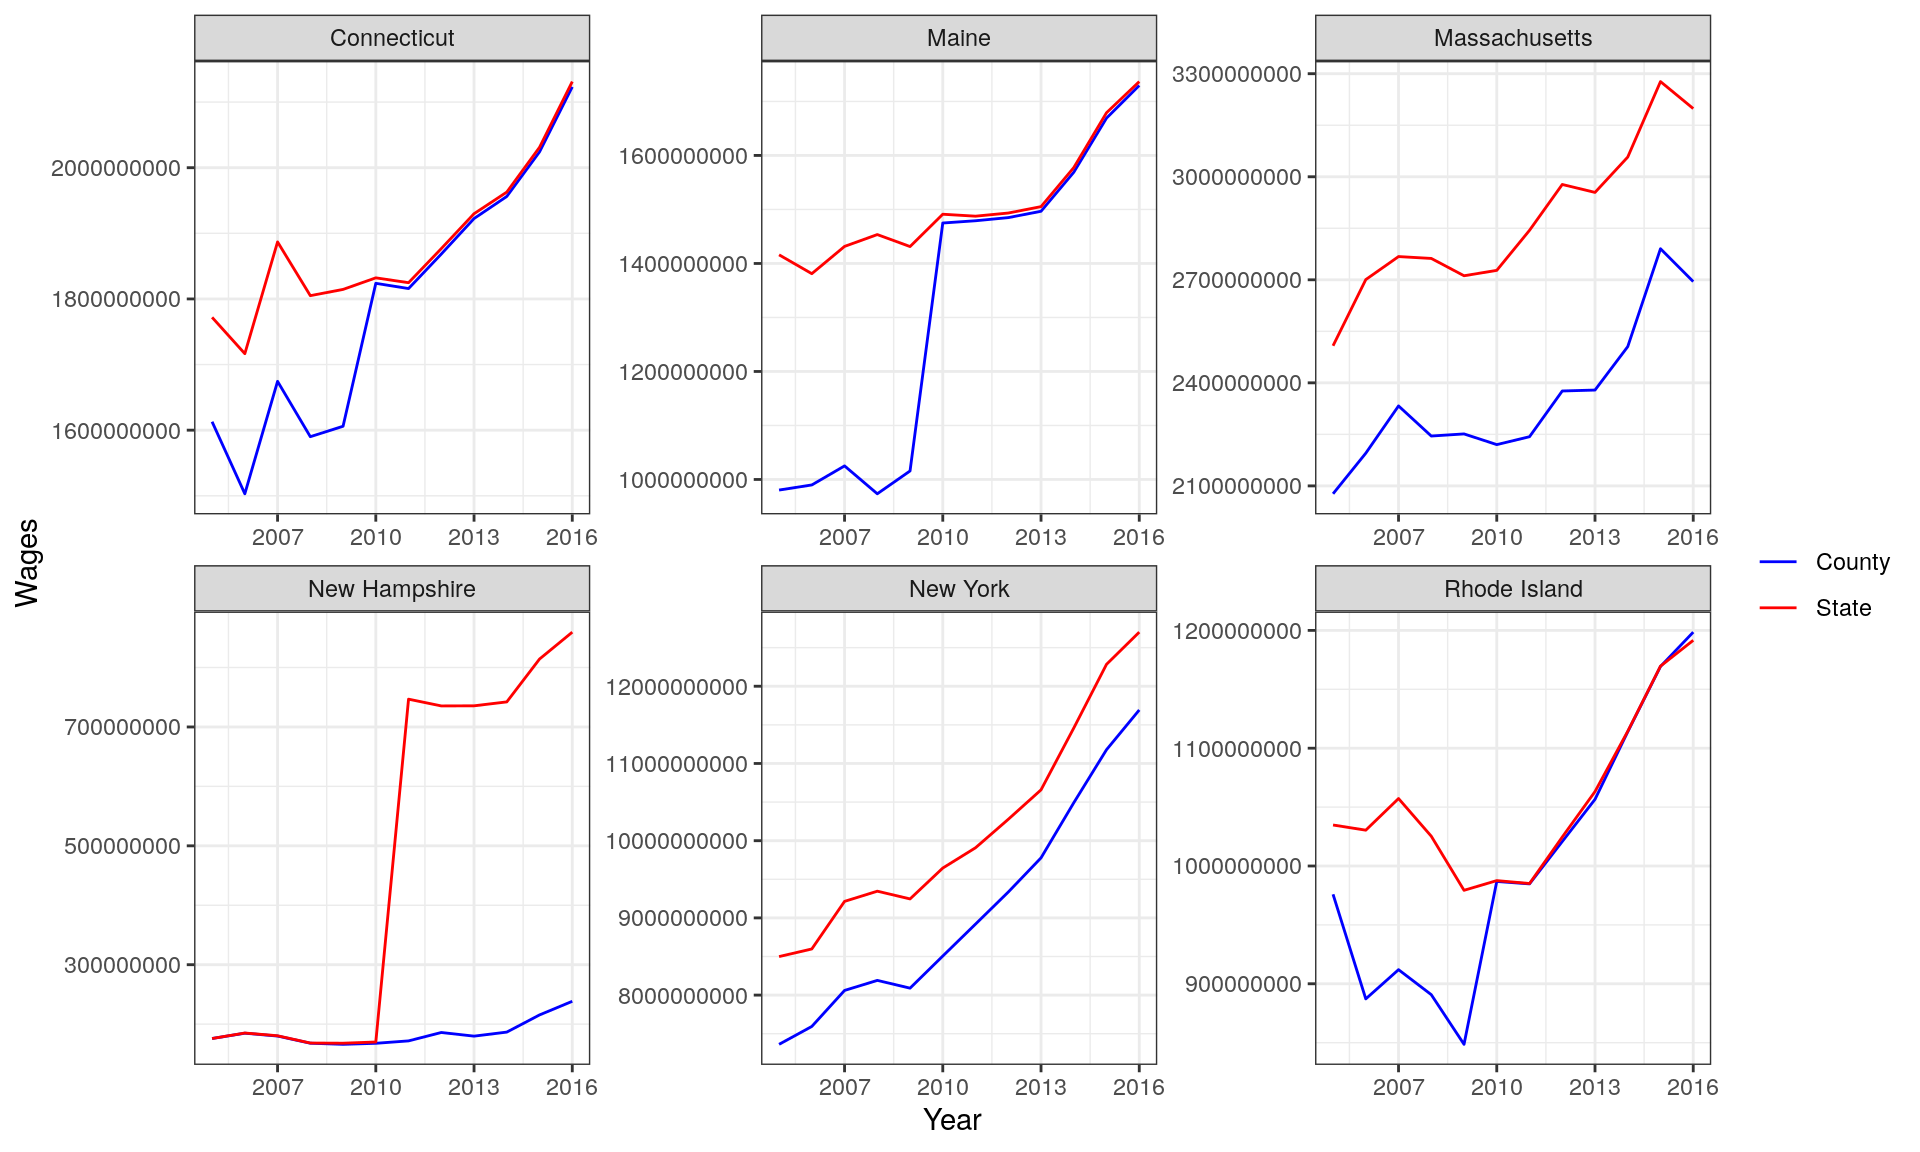 Connecticut
Maine
Massachusetts
2000000000
1800000000
1600000000
1600000000
1400000000
1200000000
1000000000
3300000000
3000000000
2700000000
2400000000
2100000000
2007 2010 2013 2016
2007 2010 2013 2016
2007 2010 2013 2016
New Hampshire
New York
Rhode Island
700000000
500000000
300000000
12000000000
11000000000
10000000000
9000000000
8000000000
1200000000
1100000000
1000000000
900000000
2007 2010 2013 2016
2007 2010 2013 2016
2007 2010 2013 2016
Wages
Year
County
State